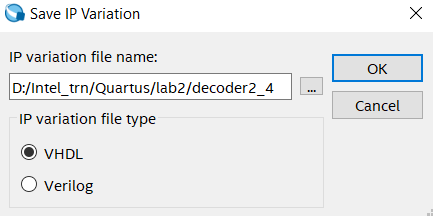 Save IP Variation
IP variation file name:
D:/Intel_trn/Quartus/lab2/decoder2_4
...
OK
Cancel
IP variation file type
VHDL
Verilog